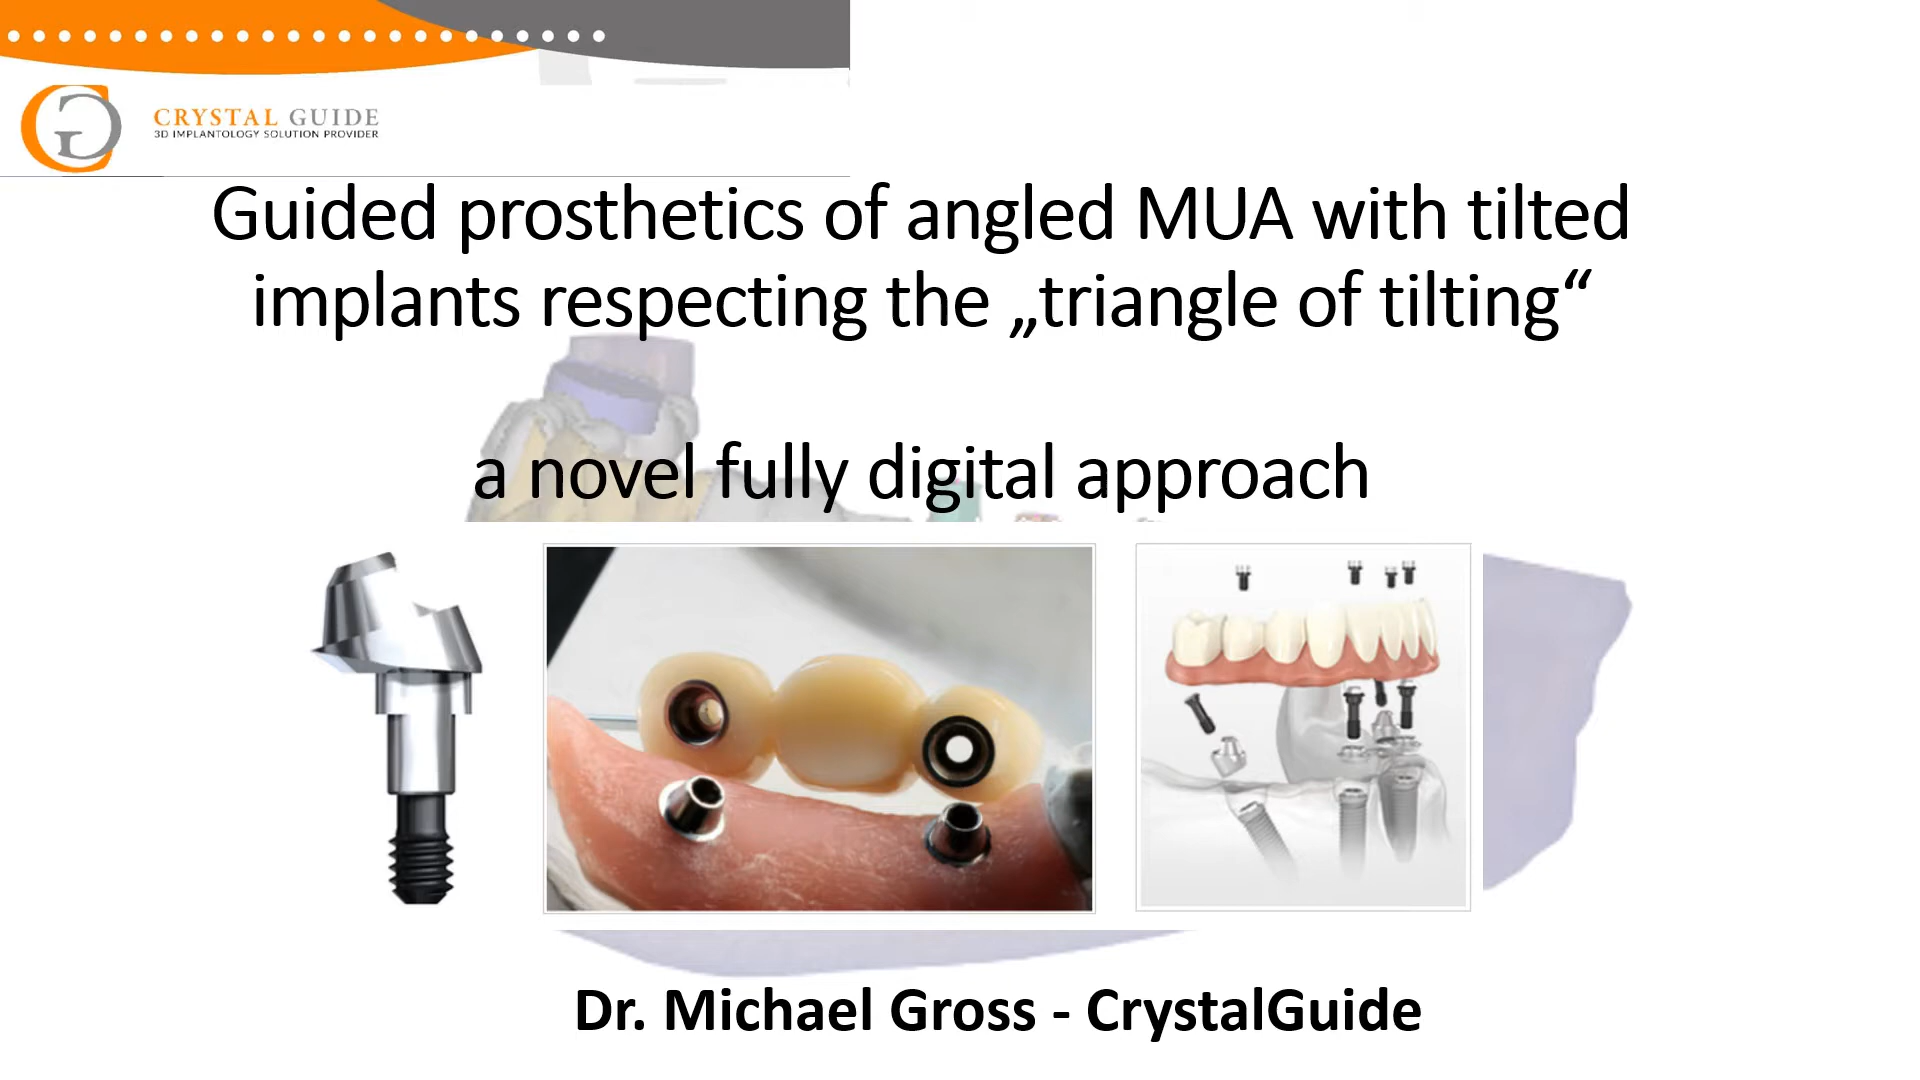 CRYSTAL GUIDE
3D IMPLANTOLOGY SOLUTION PROVIDER
Guided prosthetics of angled MUA with tilted
implants respecting the „triangle of tilting“
a novel fully digital approach
Dr. Michael Gross - CrystalGuide